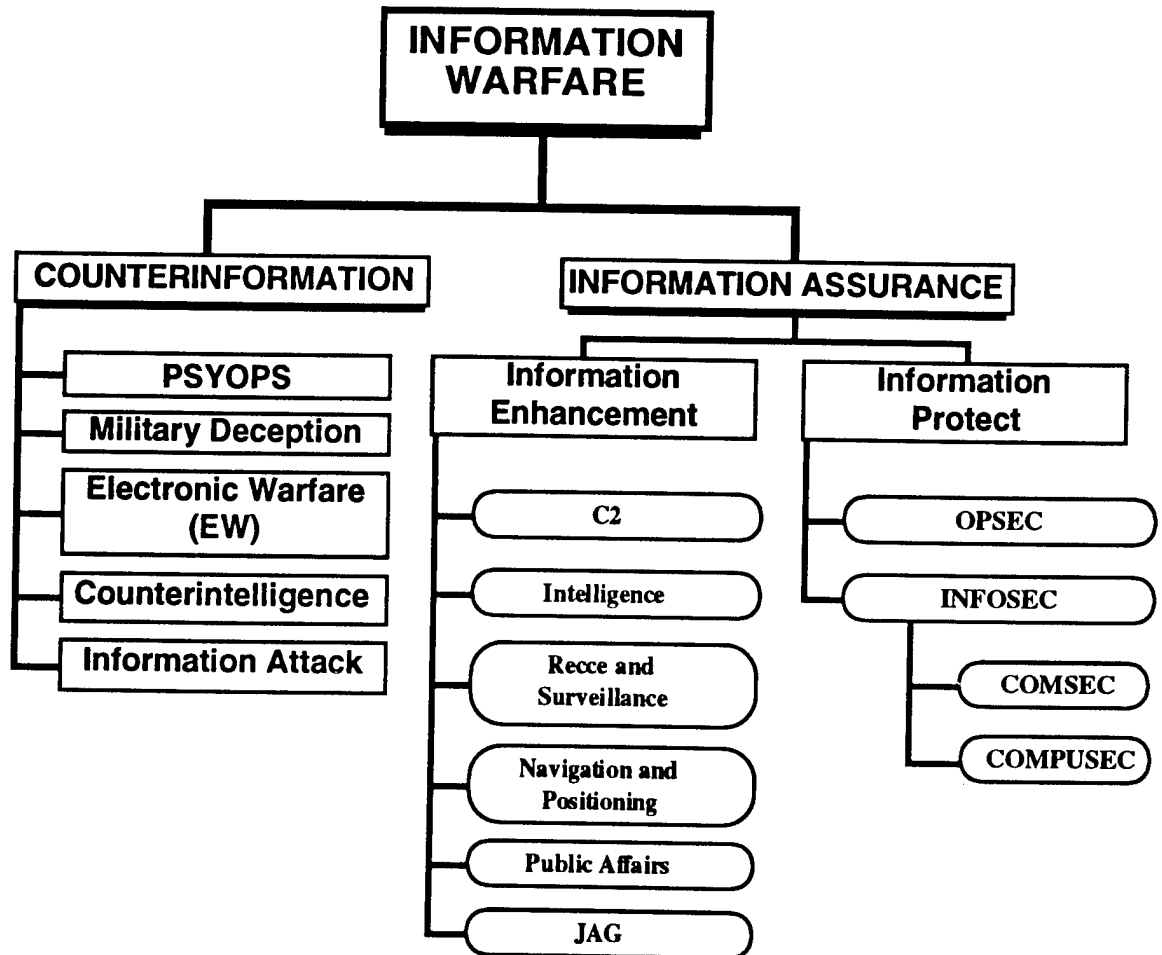 INFORMATION
WARFARE
COUNTERINFORMATION
PSYOPS
Military Deception
Electronic Warfare
(EW)
Counterintelligence
Information Attack
INFORMATION ASSURANCE
Information
Enhancement
C2
Intelligence
Recce and
Surveillance
Navigation and
Positioning
Public Affairs
JAG
Information
Protect
OPSEC
INFOSEC
COMSEC
COMPUSEC